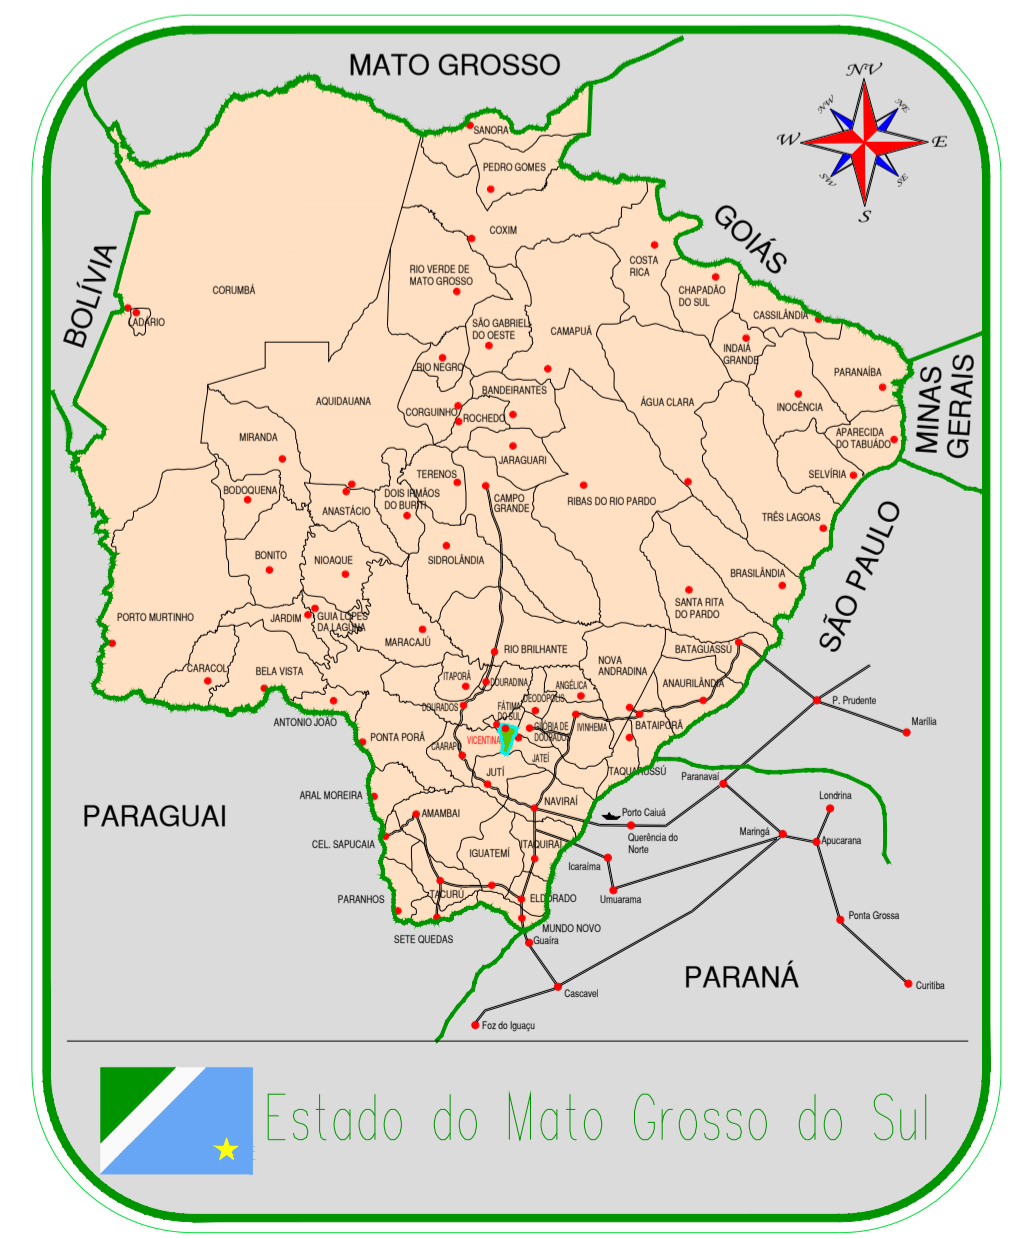 MATO GROSSO
NV
NW
NE
W
E
SW
SE
S
SANORA
PEDRO GOMES
GOIÁS
COXIM
BOLÍVIA
COSTA
RICA
RIO VERDE DE
MATO GROSSO
CHAPADÃO
DO SUL
CORUMBÁ
LADÁRIO
CASSILÂNDIA
SÃO GABRIEL
DO OESTE
CAMAPUÃ
INDAIÁ
GRANDE
RIO NEGRO
PARANAÍBA
MINAS
GERAIS
BANDEIRANTES
AQUIDAUANA
ÁGUA CLARA
INOCÊNCIA
CORGUINHO
ROCHEDO
APARECIDA
DO TABUÁDO
MIRANDA
JARAGUARI
TERENOS
SELVÍRIA
BODOQUENA
DOIS IRMÃOS
DO BURITI
CAMPO
GRANDE
RIBAS DO RIO PARDO
ANASTÁCIO
TRÊS LAGOAS
SÃO PAULO
BONITO
NIOAQUE
SIDROLÂNDIA
BRASILÂNDIA
SANTA RITA
DO PARDO
PORTO MURTINHO
JARDIM
GUIA LOPES
DA LAGUNA
MARACAJÚ
RIO BRILHANTE
BATAGUASSÚ
CARACOL
BELA VISTA
NOVA
ANDRADINA
ITAPORÃ
DOURADINA
ANGÉLICA
ANAURILÂNDIA
DEODOPOLIS
P. Prudente
DOURADOS
FÁTIMA
DO SUL
ANTONIO JOÃO
GLÓRIA DE
DOURADOS
IVINHEMA
BATAIPORÃ
Marília
PONTA PORÃ
VICENTINA
CAARAPÓ
JATEÍ
JUTÍ
TAQUARUSSÚ
Paranavaí
ARAL MOREIRA
NAVIRAÍ
Londrina
PARAGUAI
AMAMBAI
Porto Caiuá
Querência do
Norte
Maringá
Apucarana
CEL. SAPUCAIA
ITAQUIRAÍ
IGUATEMÍ
Icaraima
PARANHOS
TACURÚ
ELDORADO
Umuarama
Ponta Grossa
MUNDO NOVO
SETE QUEDAS
Guaíra
PARANÁ
Cascavel
Curitiba
Foz do Iguaçu
Estado do Mato Grosso do Sul